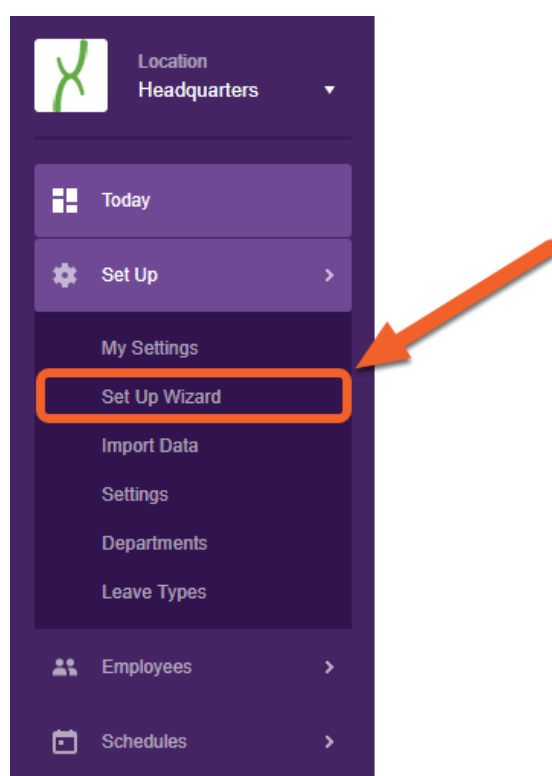 Location
Headquarters
Today
Set Up
My Settings
Set Up Wizard
Import Data
Settings
Departments
Leave Types
Employees
Schedules